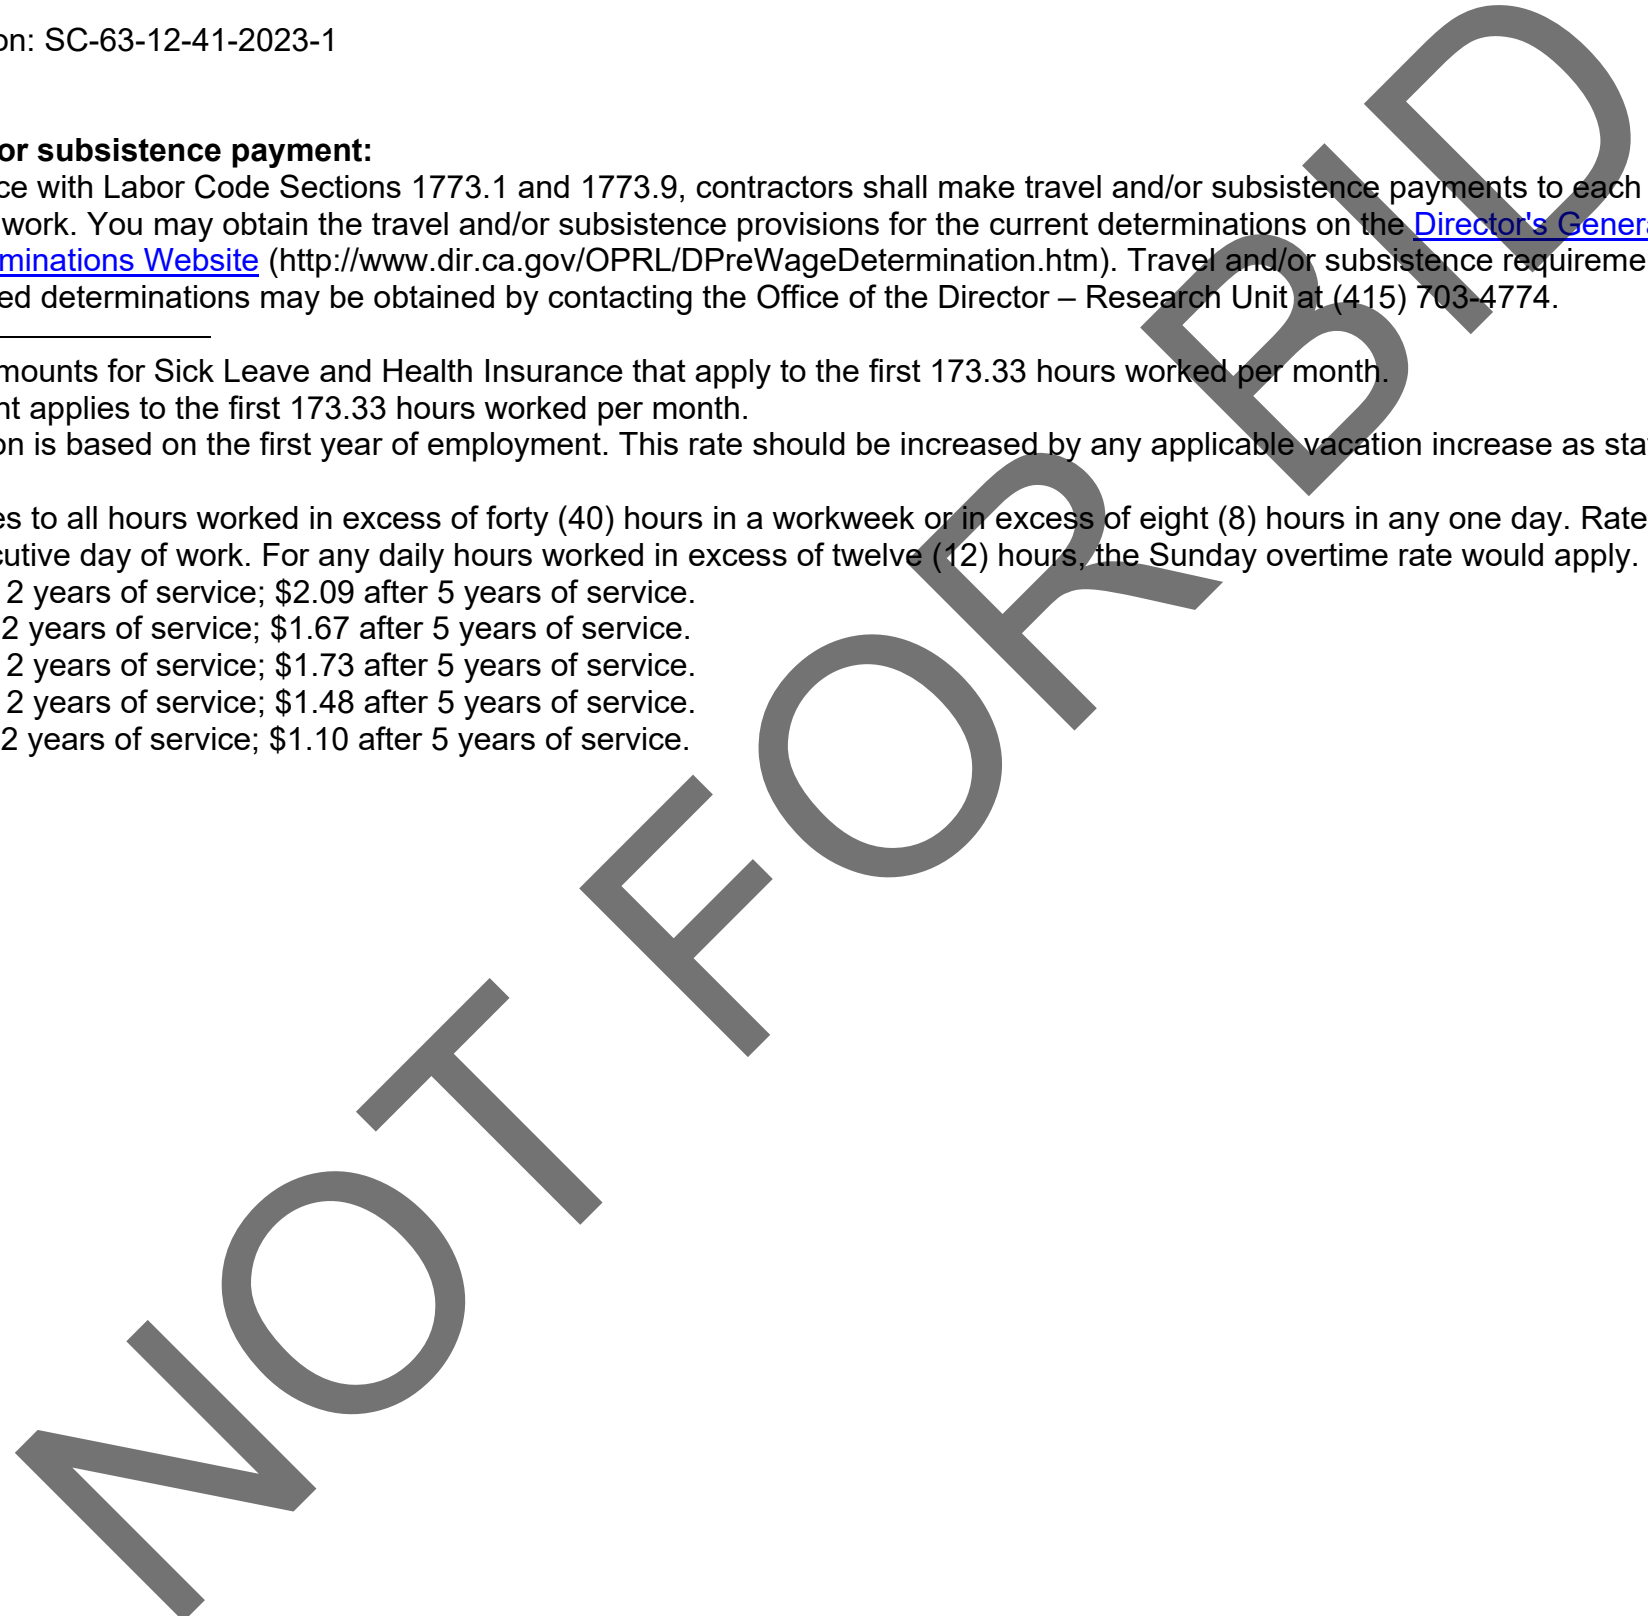 on: SC-63-12-41-2023-1
or subsistence payment:
ce with Labor Code Sections 1773.1 and 1773.9, contractors shall make travel and/or subsistence payments to each
work. You may obtain the travel and/or subsistence provisions for the current determinations on the Director's Genera
minations Website (http://www.dir.ca.gov/OPRL/DPreWageDetermination.htm). Travel and/or subsistence requireme
ed determinations may be obtained by contacting the Office of the Director – Research Unit at (415) 703-4774.
mounts for Sick Leave and Health Insurance that apply to the first 173.33 hours worked per month.
nt applies to the first 173.33 hours worked per month.
on is based on the first year of employment. This rate should be increased by any applicable vacation increase as sta
es to all hours worked in excess of forty (40) hours in a workweek or in excess of eight (8) hours in any one day. Rate
cutive day of work. For any daily hours worked in excess of twelve (12) hours, the Sunday overtime rate would apply.
2 years of service; $2.09 after 5 years of service.
2 years of service; $1.67 after 5 years of service.
2 years of service; $1.73 after 5 years of service.
2 years of service; $1.48 after 5 years of service.
2 years of service; $1.10 after 5 years of service.
NOT FOR BID